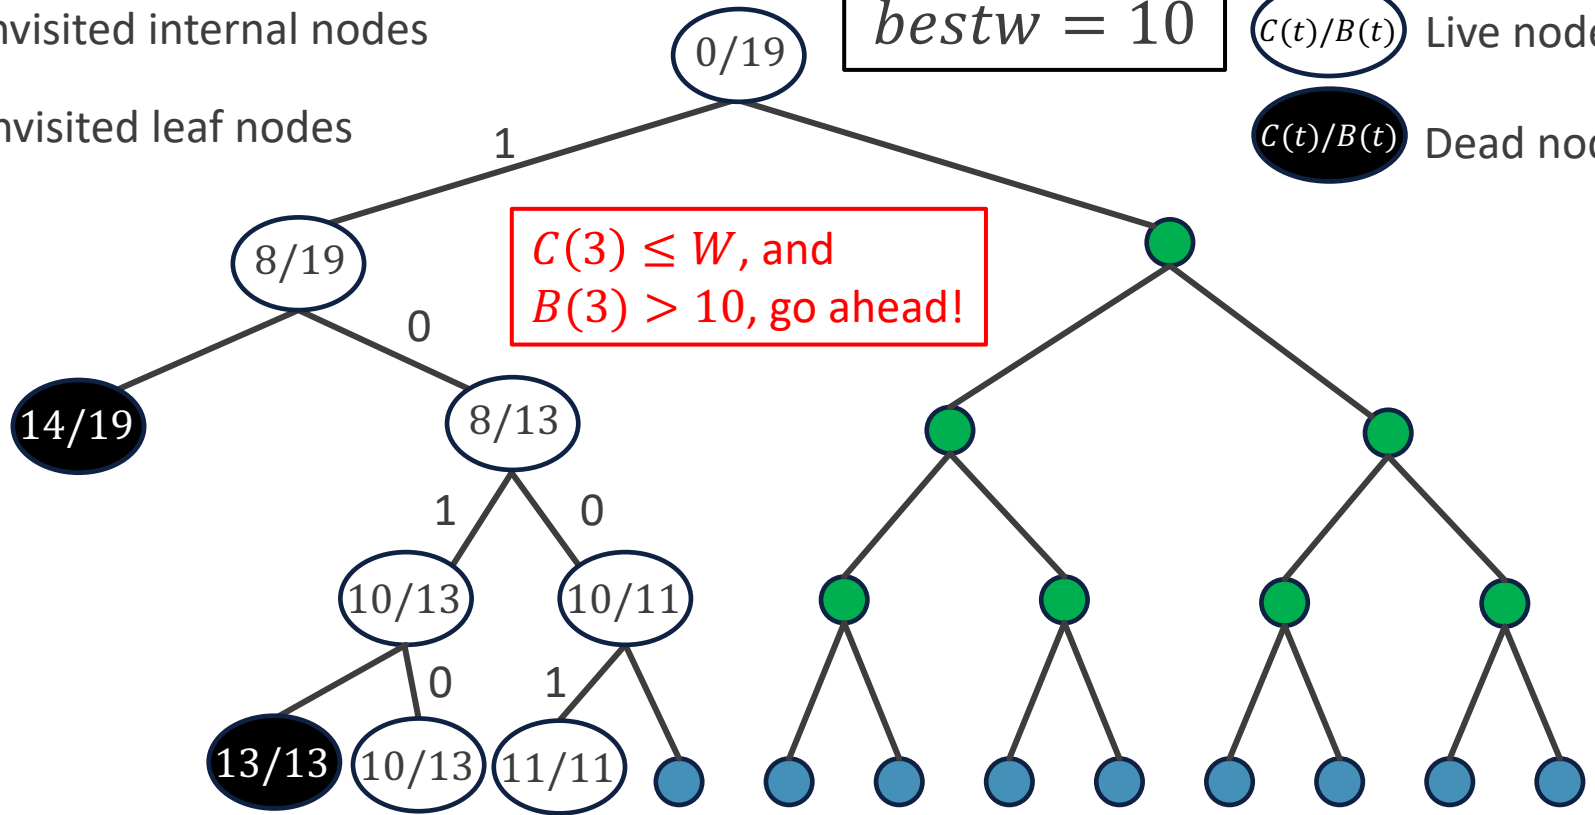 nvisited internal nodes
nvisited leaf nodes
bestw = 10
C(t)/B(t) Live node
C(t)/B(t) Dead nod
0/19
1
8/19
C(3) ≤ W, and
B(3) > 10, go ahead!
0
14/19
8/13
1
0
10/13
10/11
0
1
13/13
10/13
11/11